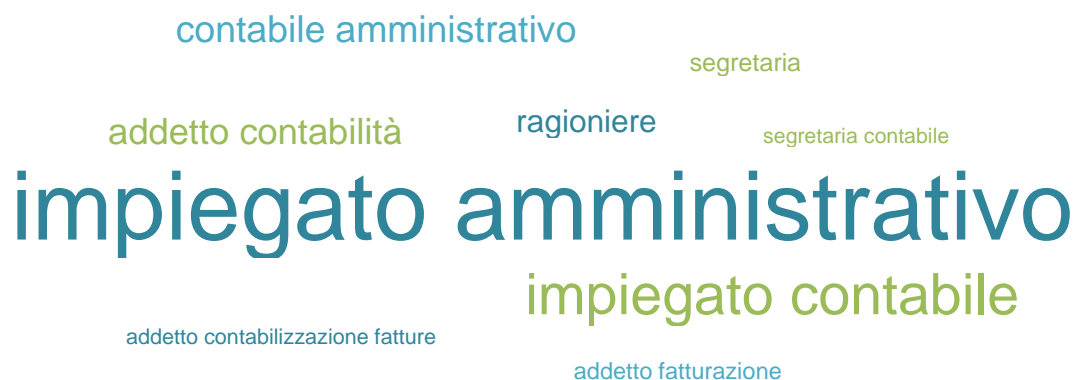 contabile amministrativo
segretaria
addetto contabilità
ragioniere
segretaria contabile
impiegato amministrativo
impiegato contabile
addetto contabilizzazione fatture
addetto fatturazione